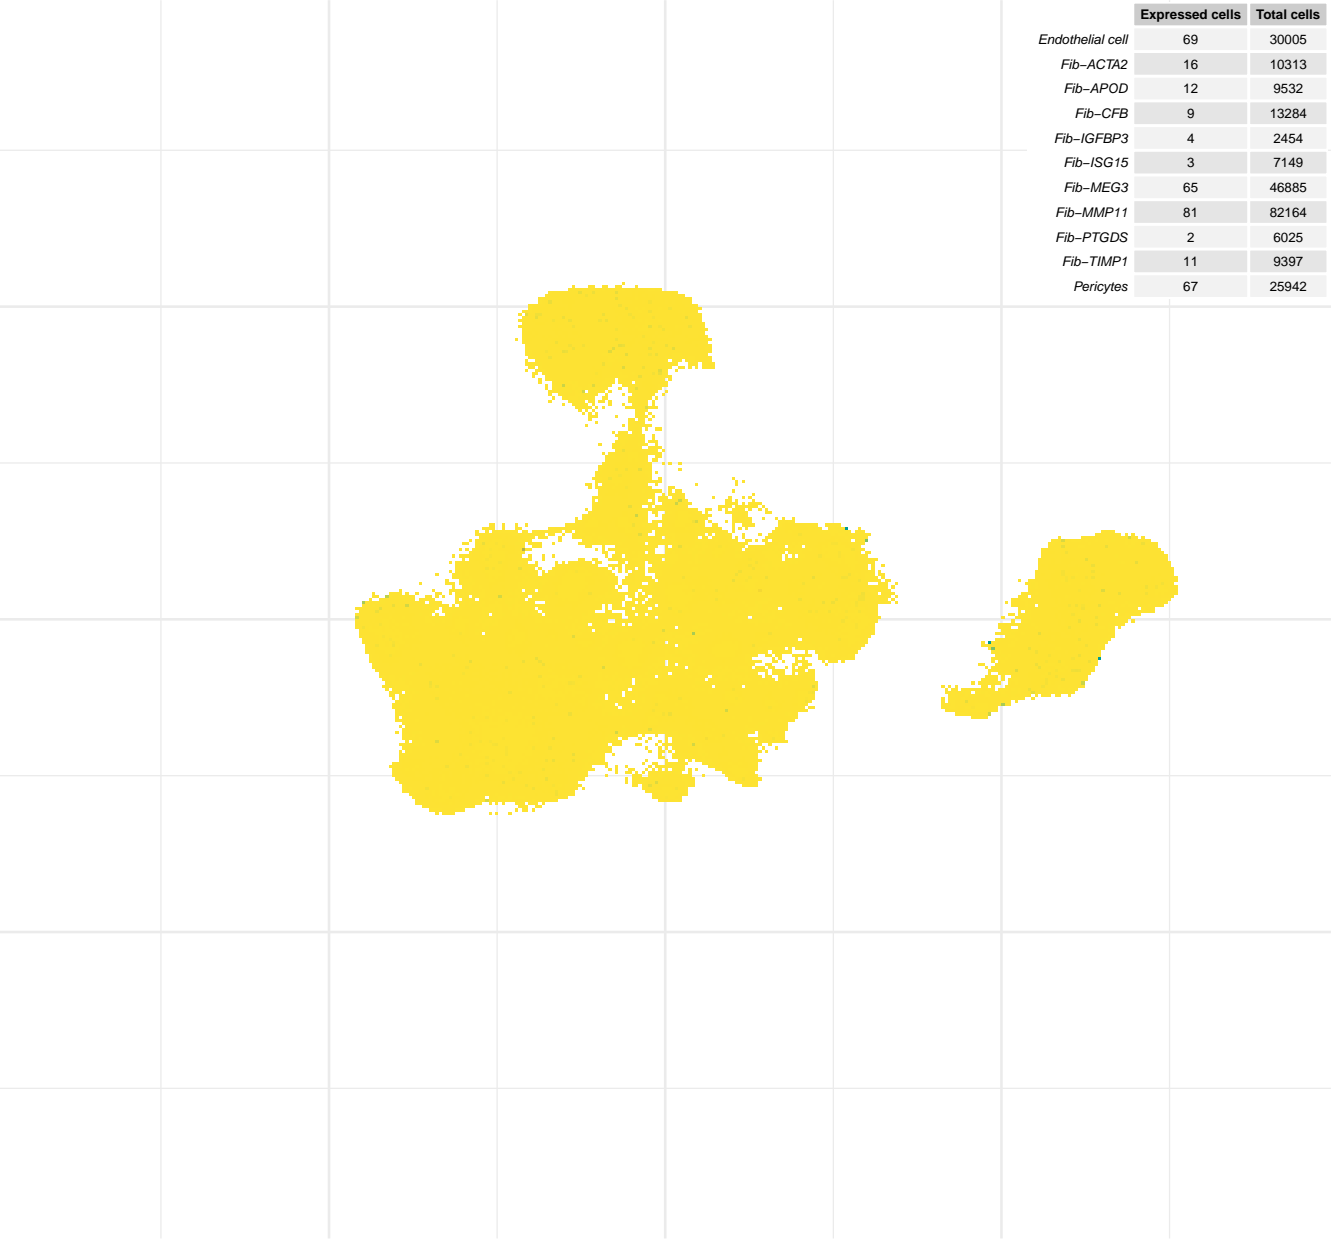 Expressed cells Total cells
Endothelial cell 69 30005
Fib−ACTA2 16 10313
Fib−APOD 12 9532
Fib−CFB 9 13284
Fib−IGFBP3 4 2454
Fib−ISG15 3 7149
Fib−MEG3 65 46885
Fib−MMP11 81 82164
Fib−PTGDS 2 6025
Fib−TIMP1 11 9397
Pericytes 67 25942